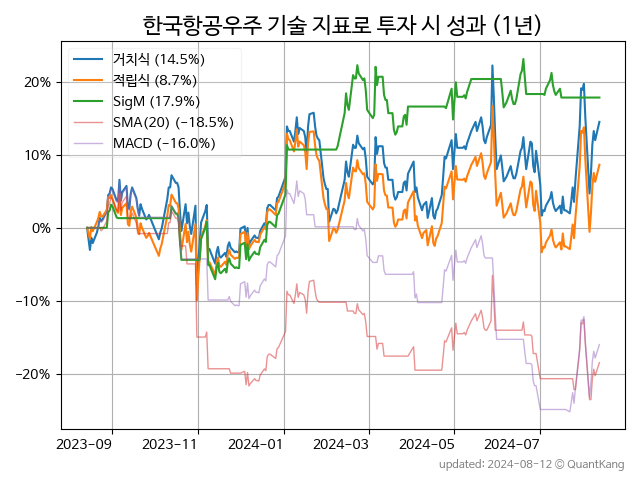 한국항공우주 기술 지표로 투자 시 성과 (1년)
거치식 (14.5%)
적립식 (8.7%)
SigM (17.9%)
SMA(20) (−18.5%)
MACD (−16.0%)
20%
10%
0%
−10%
−20%
2023-09 2023-11 2024-01 2024-03 2024-05 2024-07
updated: 2024-08-12 © QuantKang